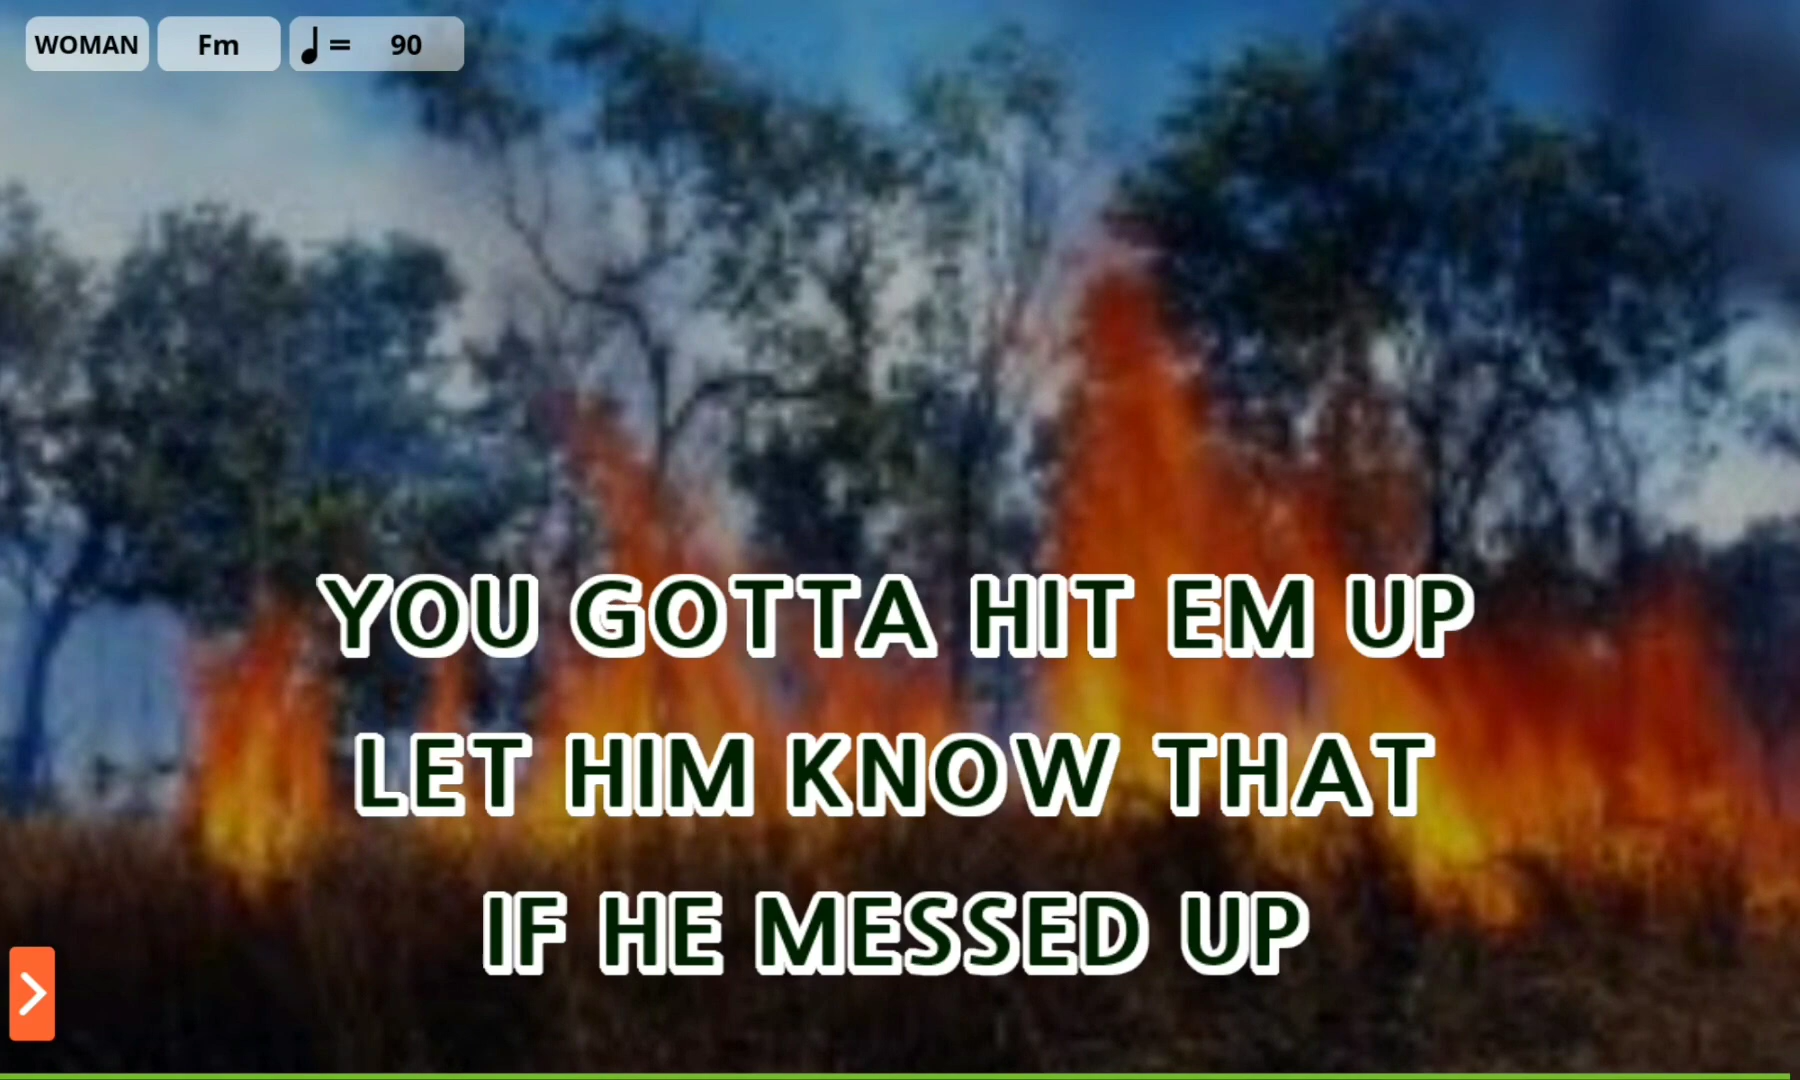 WOMAN Fm ♩ = 90
YOU GOTTA HIT EM UP
LET HIM KNOW THAT
IF HE MESSED UP